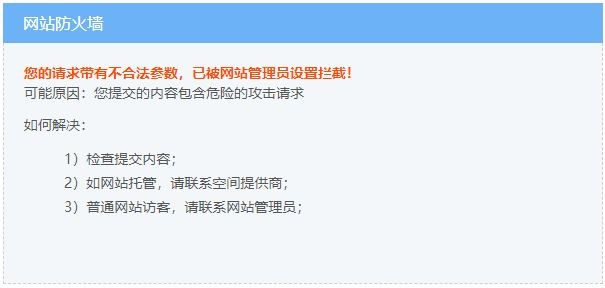 网站防火墙
您的请求带有不合法参数，已被网站管理员设置拦截！
可能原因：您提交的内容包含危险的攻击请求
如何解决：
1）检查提交内容；
2）如网站托管，请联系空间提供商；
3）普通网站访客，请联系网站管理员；